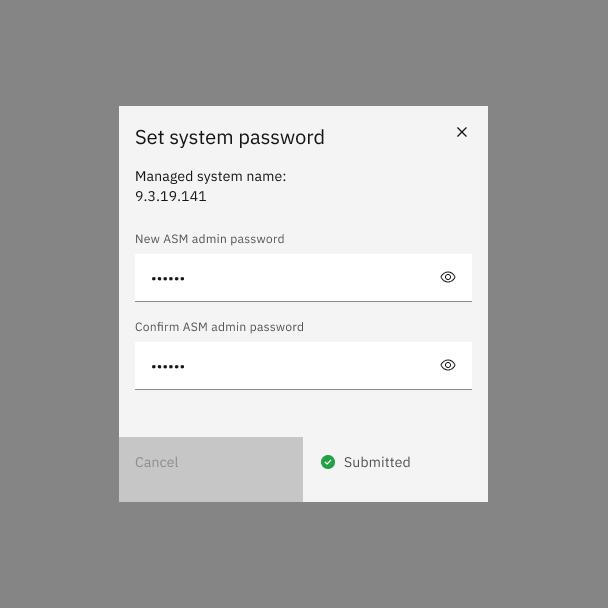 Set system password
Managed system name:
9.3.19.141
New ASM admin password
••••••
Confirm ASM admin password
••••••
Cancel
Submitted